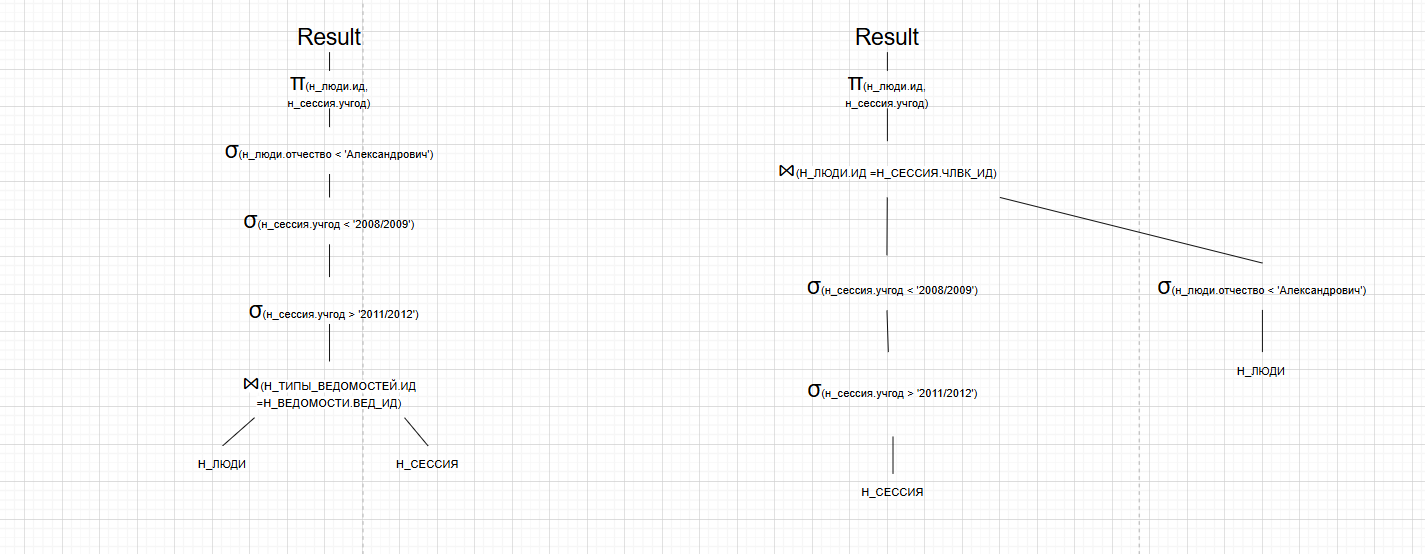 Result
π(н_люди.ид,
н_сессия.учгод)
σ(н_люди.отчество < 'Александрович')
σ(н_сессия.учгод < '2008/2009')
σ(н_сессия.учгод > '2011/2012')
⋈(Н_ТИПЫ_ВЕДОМОСТЕЙ.ИД
=Н_ВЕДОМОСТИ.ВЕД_ИД)
Н_ЛЮДИ
Н_СЕССИЯ
Result
π(н_люди.ид,
н_сессия.учгод)
⋈(Н_ЛЮДИ.ИД =Н_СЕССИЯ.ЧЛВК_ИД)
σ(н_сессия.учгод < '2008/2009')
σ(н_люди.отчество < 'Александрович')
Н_ЛЮДИ
σ(н_сессия.учгод > '2011/2012')
Н_СЕССИЯ